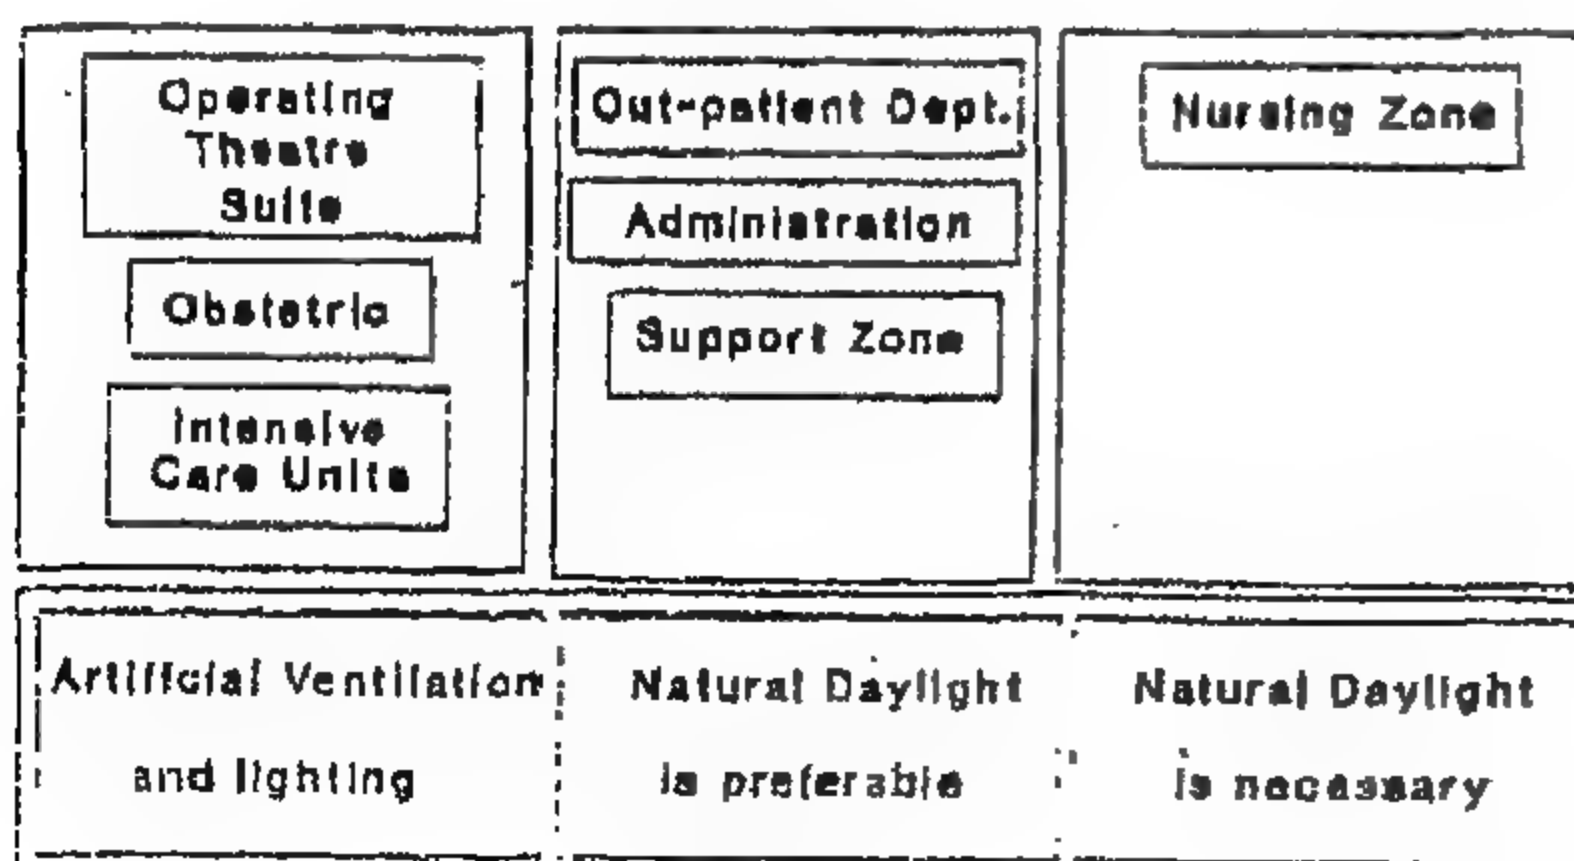 Operating
Theatre
Suite
Obstetric
Intensive
Care Units
Out-patient Dept.
Administration
Support Zone
Nursing Zone
Artificial Ventilation
and lighting
Natural Daylight
is preferable
Natural Daylight
is necessary